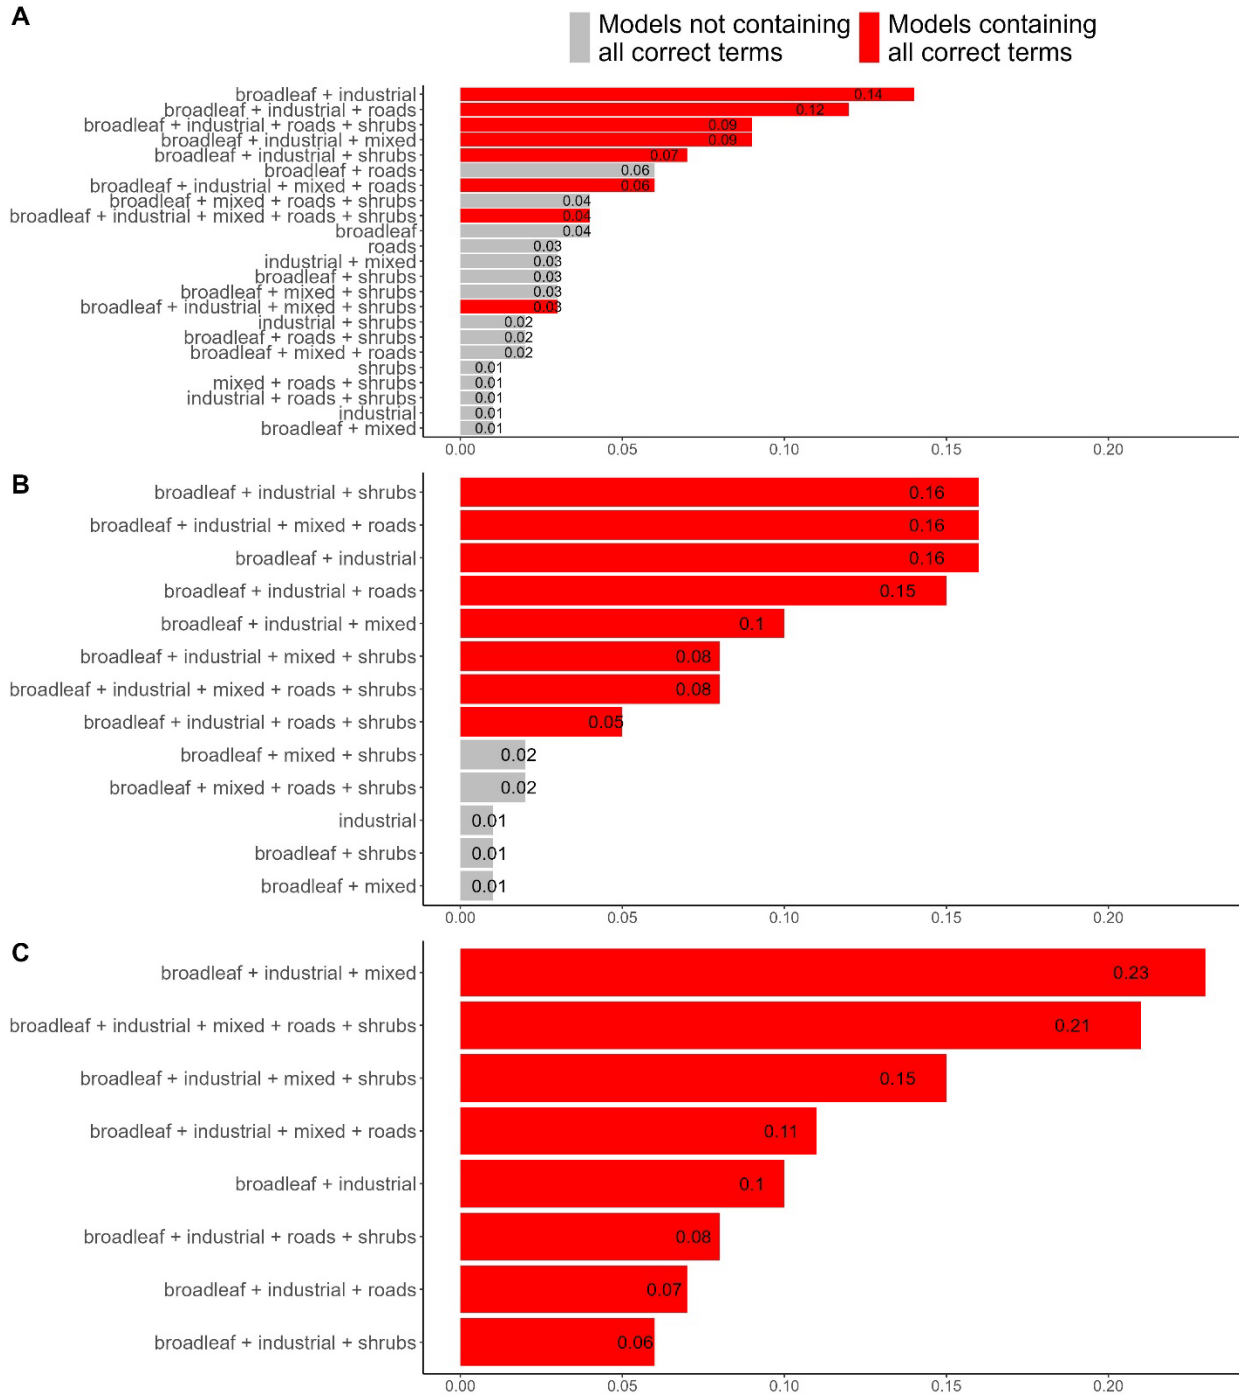 A
Models not containing
all correct terms
Models containing
all correct terms
broadleaf + industrial 0.14
broadleaf + industrial + roads 0.12
broadleaf + industrial + roads + shrubs 0.09
broadleaf + industrial + mixed 0.09
broadleaf + industrial + shrubs 0.07
broadleaf + roads 0.06
broadleaf + industrial + mixed + roads 0.06
broadleaf + mixed + roads + shrubs 0.04
broadleaf + industrial + mixed + roads + shrubs 0.04
broadleaf 0.04
roads 0.03
industrial + mixed 0.03
broadleaf + shrubs 0.03
broadleaf + mixed + shrubs 0.03
broadleaf + industrial + mixed + shrubs 0.03
industrial + shrubs 0.02
broadleaf + roads + shrubs 0.02
broadleaf + mixed + roads 0.02
shrubs 0.01
mixed + roads + shrubs 0.01
industrial + roads + shrubs 0.01
industrial 0.01
broadleaf + mixed 0.01
0.00 0.05 0.10 0.15 0.20
B
broadleaf + industrial + shrubs 0.16
broadleaf + industrial + mixed + roads 0.16
broadleaf + industrial 0.16
broadleaf + industrial + roads 0.15
broadleaf + industrial + mixed 0.1
broadleaf + industrial + mixed + shrubs 0.08
broadleaf + industrial + mixed + roads + shrubs 0.08
broadleaf + industrial + roads + shrubs 0.05
broadleaf + mixed + shrubs 0.02
broadleaf + mixed + roads + shrubs 0.02
industrial 0.01
broadleaf + shrubs 0.01
broadleaf + mixed 0.01
0.00 0.05 0.10 0.15 0.20
C
broadleaf + industrial + mixed 0.23
broadleaf + industrial + mixed + roads + shrubs 0.21
broadleaf + industrial + mixed + shrubs 0.15
broadleaf + industrial + mixed + roads 0.11
broadleaf + industrial 0.1
broadleaf + industrial + roads + shrubs 0.08
broadleaf + industrial + roads 0.07
broadleaf + industrial + shrubs 0.06
0.00 0.05 0.10 0.15 0.20